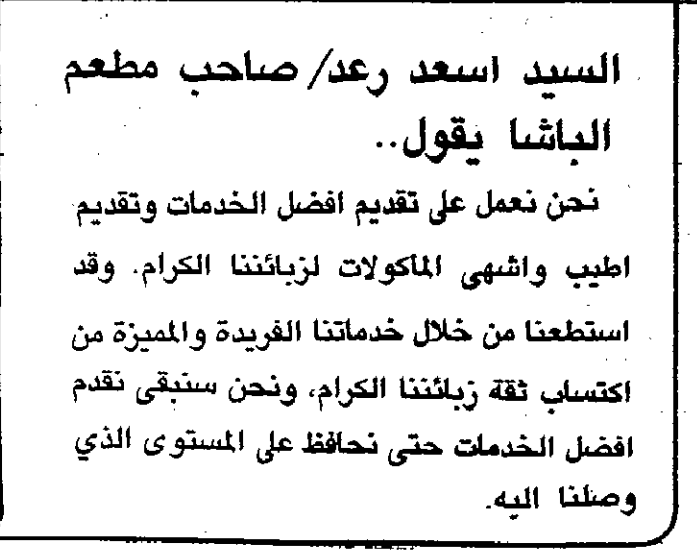 السيد اسعد رعد/ صاحب مطعم
الباشا يقول..
نحن نعمل على تقديم افضل الخدمات وتقديم
اطيب واشهى المأكولات لزبائننا الكرام. وقد
استطعنا من خلال خدماتنا الفريدة والمميزة من
اكتساب ثقة زبائننا الكرام، ونحن سنبقى نقدم
افضل الخدمات حتى نحافظ على المستوى الذي
وصلنا اليه.